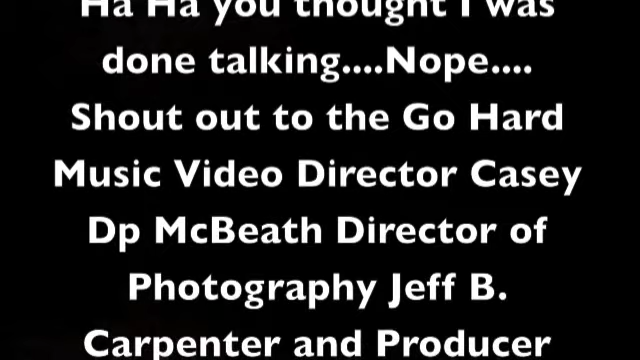 Ha Ha you thought I was
done talking....Nope....
Shout out to the Go Hard
Music Video Director Casey
Dp McBeath Director of
Photography Jeff B.
Carpenter and Producer